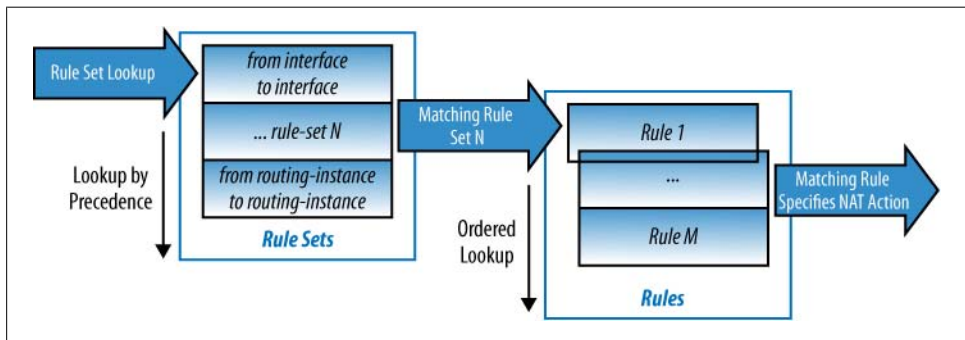 Rule Set Lookup
from interface
to interface
... rule-set N
from routing-instance
to routing-instance
Rule Sets
Lookup by
Precedence
Matching Rule
Set N
Rule 1
...
Rule M
Rules
Ordered
Lookup
Matching Rule
Specifies NAT Action